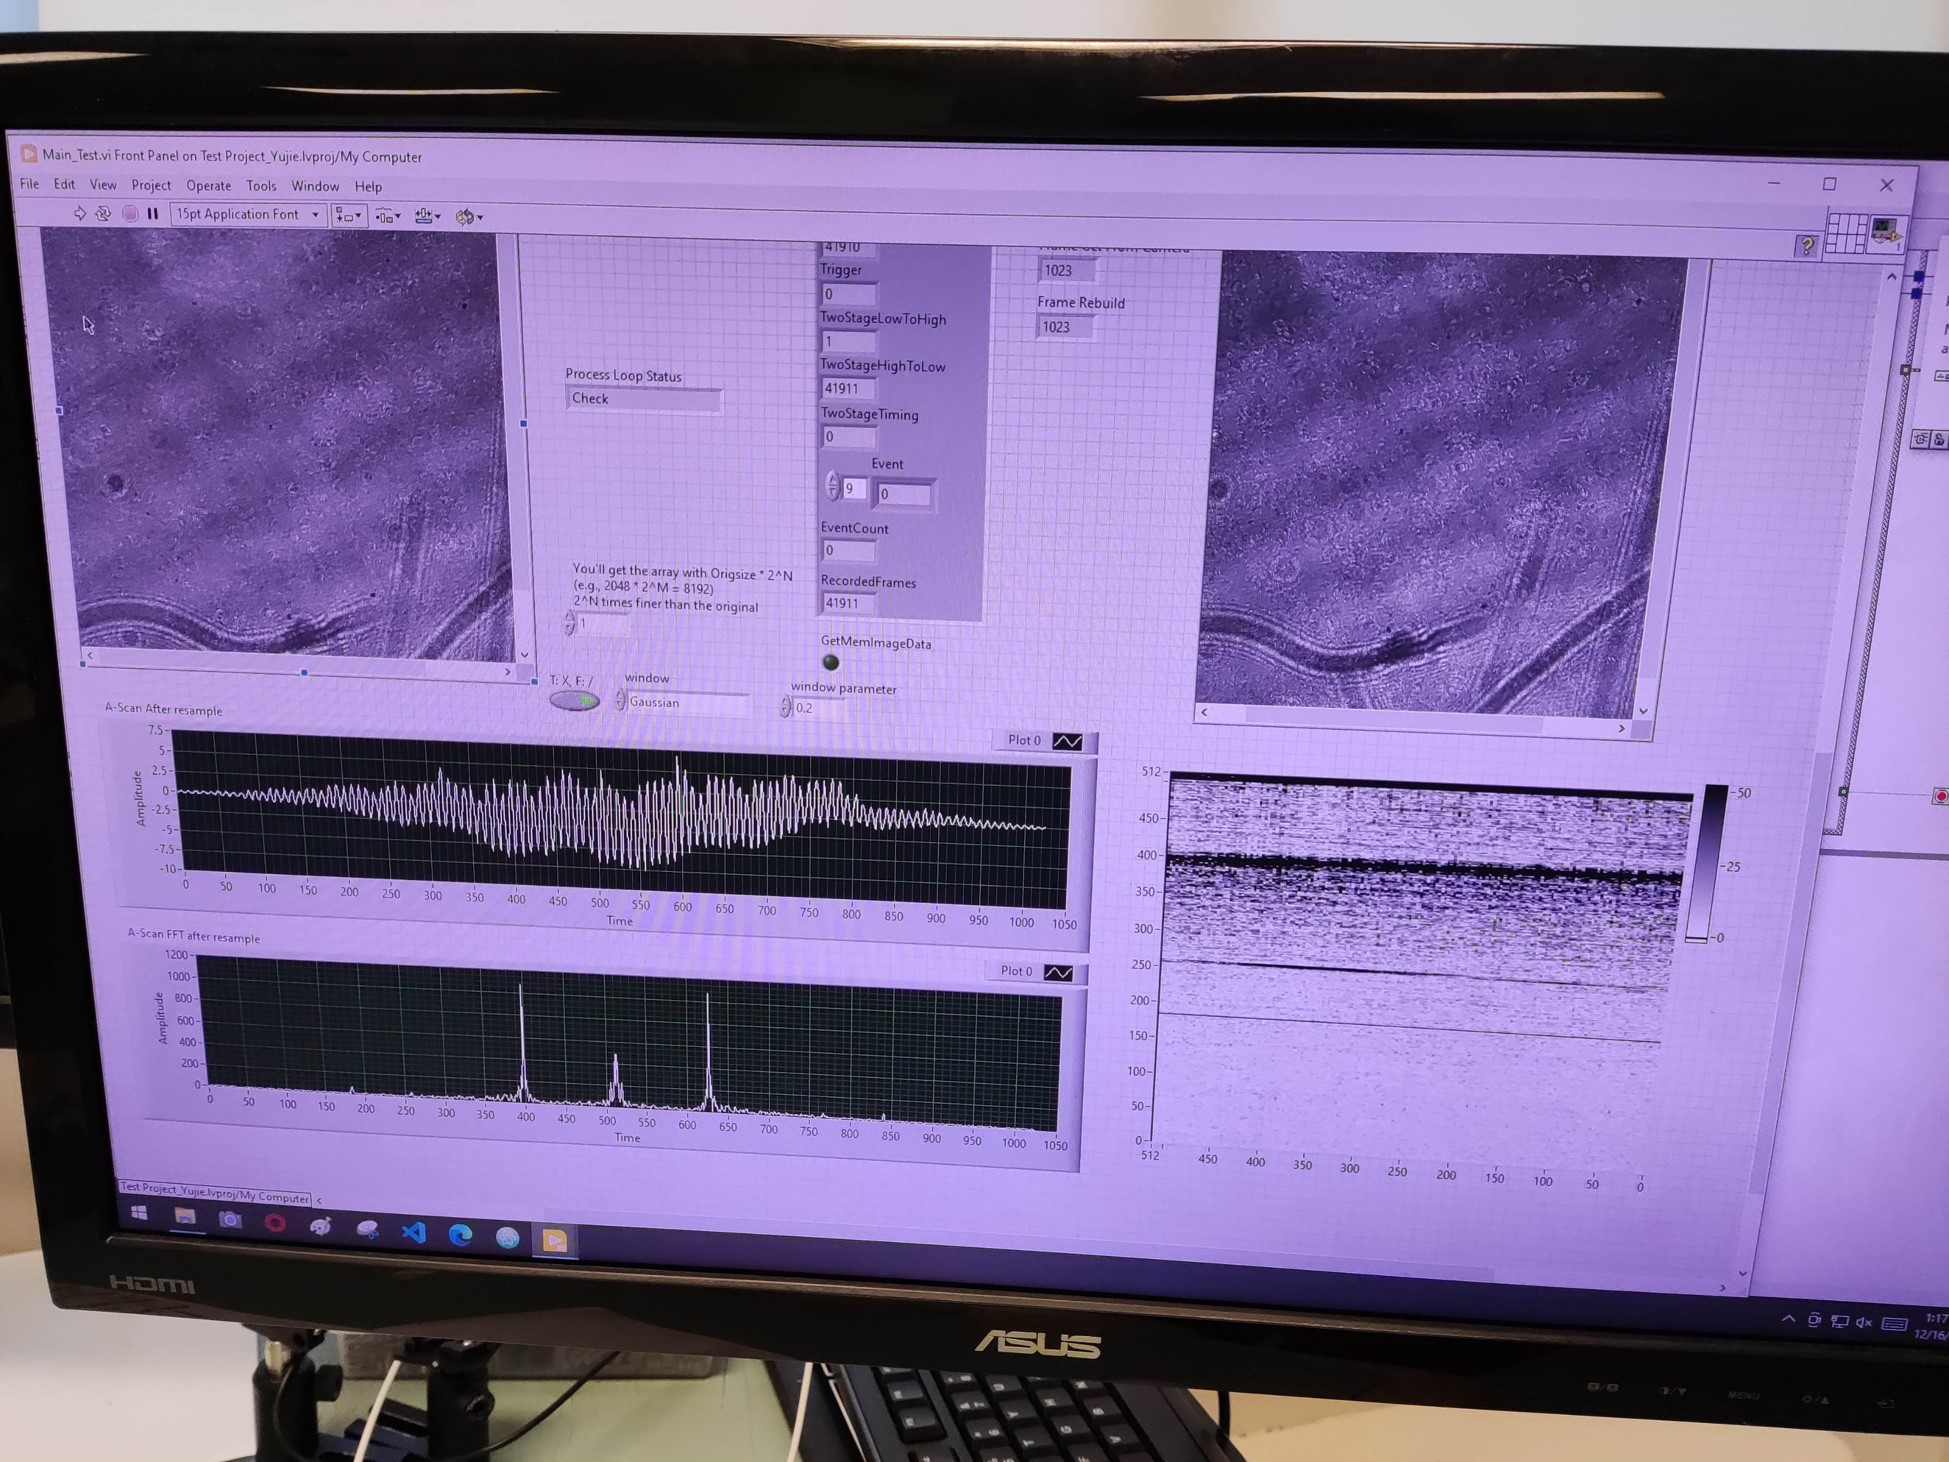 Main_Test.vi Front Panel on Test Project_Yujie.lvproj/My Computer
File Edit View Project Operate Tools Window Help
15pt Application Font
41910
Trigger
0
TwoStageLowToHigh
1
TwoStageHighToLow
41911
TwoStageTiming
0
Event
9 0
EventCount
0
RecordedFrames
41911
GetMemImageData
1023
Frame Rebuild
1023
Process Loop Status
Check
You'll get the array with Origsize * 2^N
(e.g., 2048 * 2^M = 8192)
2^N times finer than the original
1
T: X, F: /
window
Gaussian
window parameter
0.2
A-Scan After resample
Plot 0
Amplitude
7.5
5
2.5
0
-2.5
-5
-7.5
-10
0 50 100 150 200 250 300 350 400 450 500 550 600 650 700 750 800 850 900 950 1000 1050
Time
A-Scan FFT after resample
Plot 0
Amplitude
1200
1000
800
600
400
200
0
0 50 100 150 200 250 300 350 400 450 500 550 600 650 700 750 800 850 900 950 1000 1050
Time
512
450
400
350
300
250
200
150
100
50
0
512 450 400 350 300 250 200 150 100 50 0
50
25
0
Test Project_Yujie.lvproj/My Computer
1:17
12/16/
HDMI
ASUS
MENU